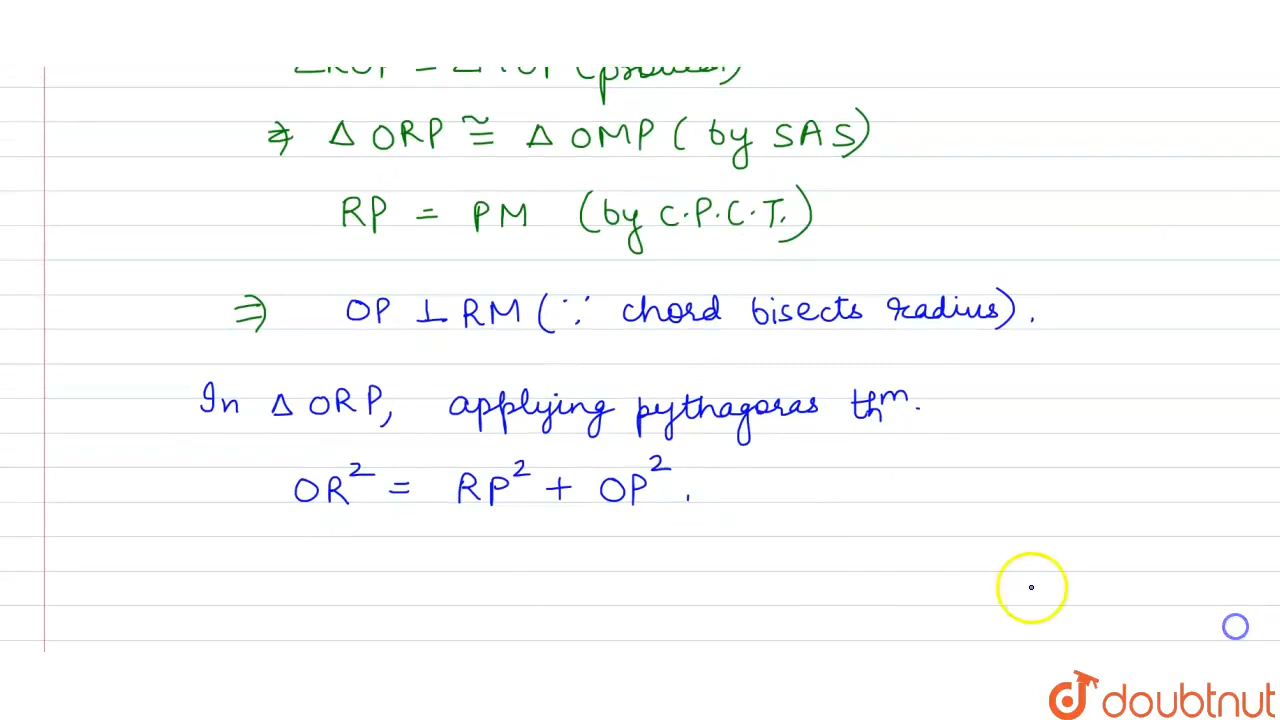 ⇒ Δ ORP ≅ Δ OMP ( by SAS)
RP = PM (by C.P.C.T.)
⇒ OP ⊥ RM (∵ chord bisects radius).
In Δ ORP, applying pythagoras thᵐ.
OR² = RP² + OP².
doubtnut